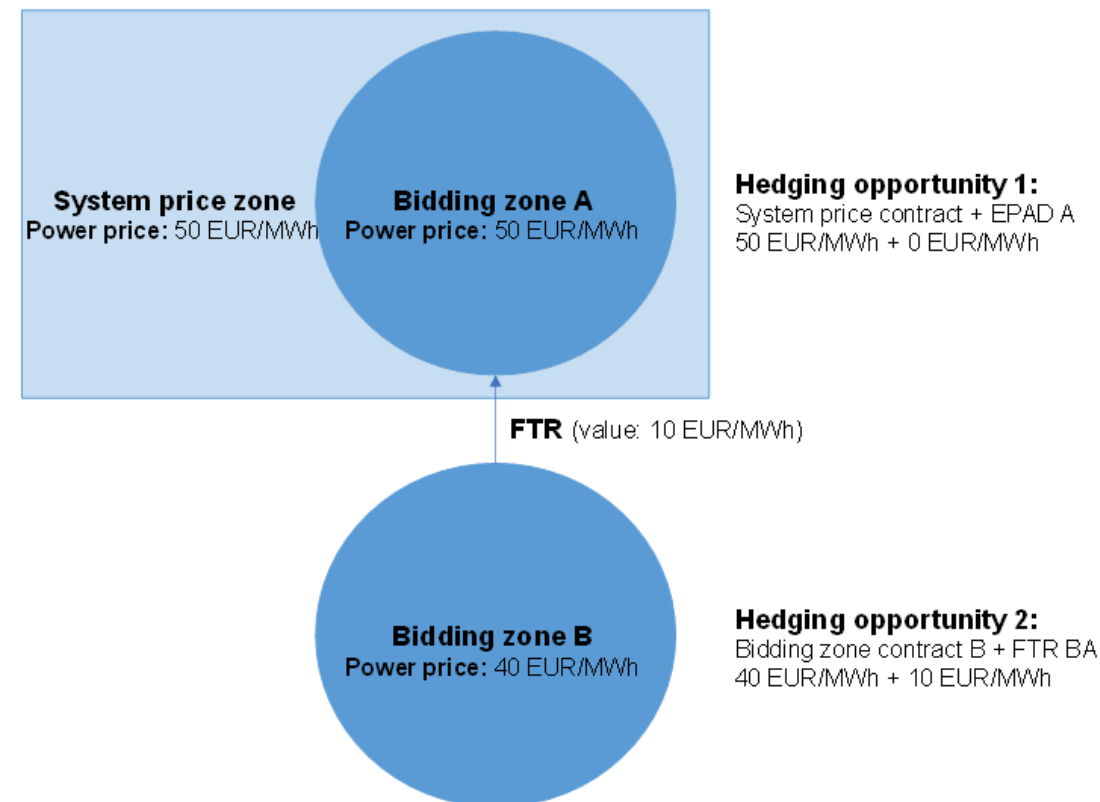 System price zone
Power price: 50 EUR/MWh
Bidding zone A
Power price: 50 EUR/MWh
Hedging opportunity 1:
System price contract + EPAD A
50 EUR/MWh + 0 EUR/MWh
FTR (value: 10 EUR/MWh)
Bidding zone B
Power price: 40 EUR/MWh
Hedging opportunity 2:
Bidding zone contract B + FTR BA
40 EUR/MWh + 10 EUR/MWh